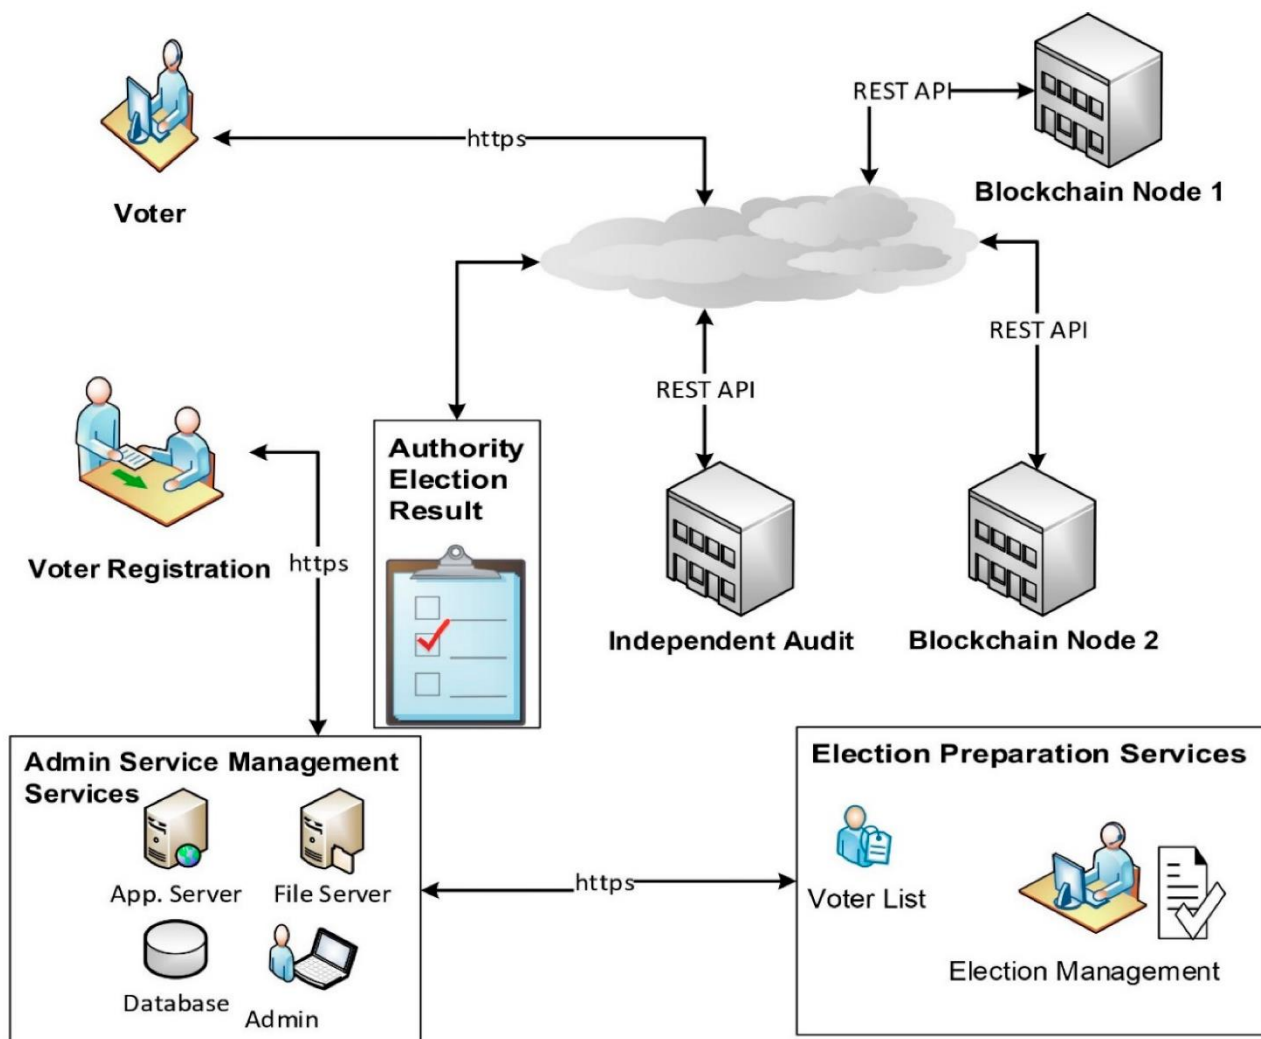 REST API
https
Blockchain Node 1
Voter
REST API
REST API
Authority
Election
Result
Voter Registration
https
Independent Audit
Blockchain Node 2
Admin Service Management
Services
App. Server
File Server
Database
Admin
https
Election Preparation Services
Voter List
Election Management